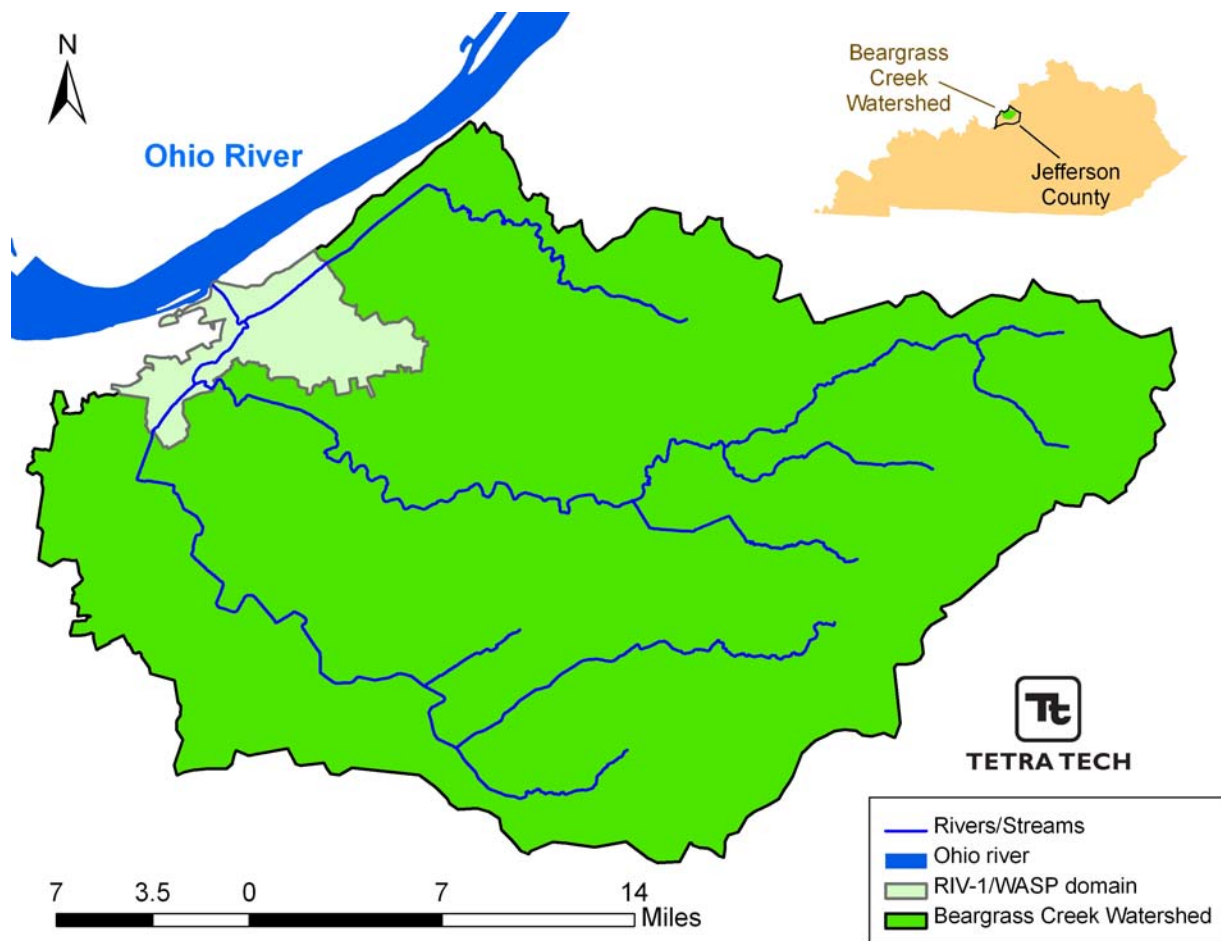 N
Ohio River
Beargrass
Creek
Watershed
Jefferson
County
Tt
TETRA TECH
Rivers/Streams
Ohio river
RIV-1/WASP domain
Beargrass Creek Watershed
7 3.5 0 7 14
Miles